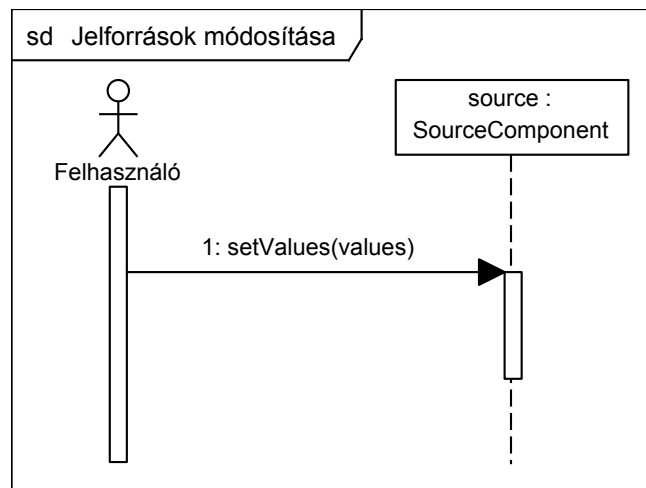 sd Jelforrások módosítása
source :
SourceComponent
Felhasználó
1: setValues(values)